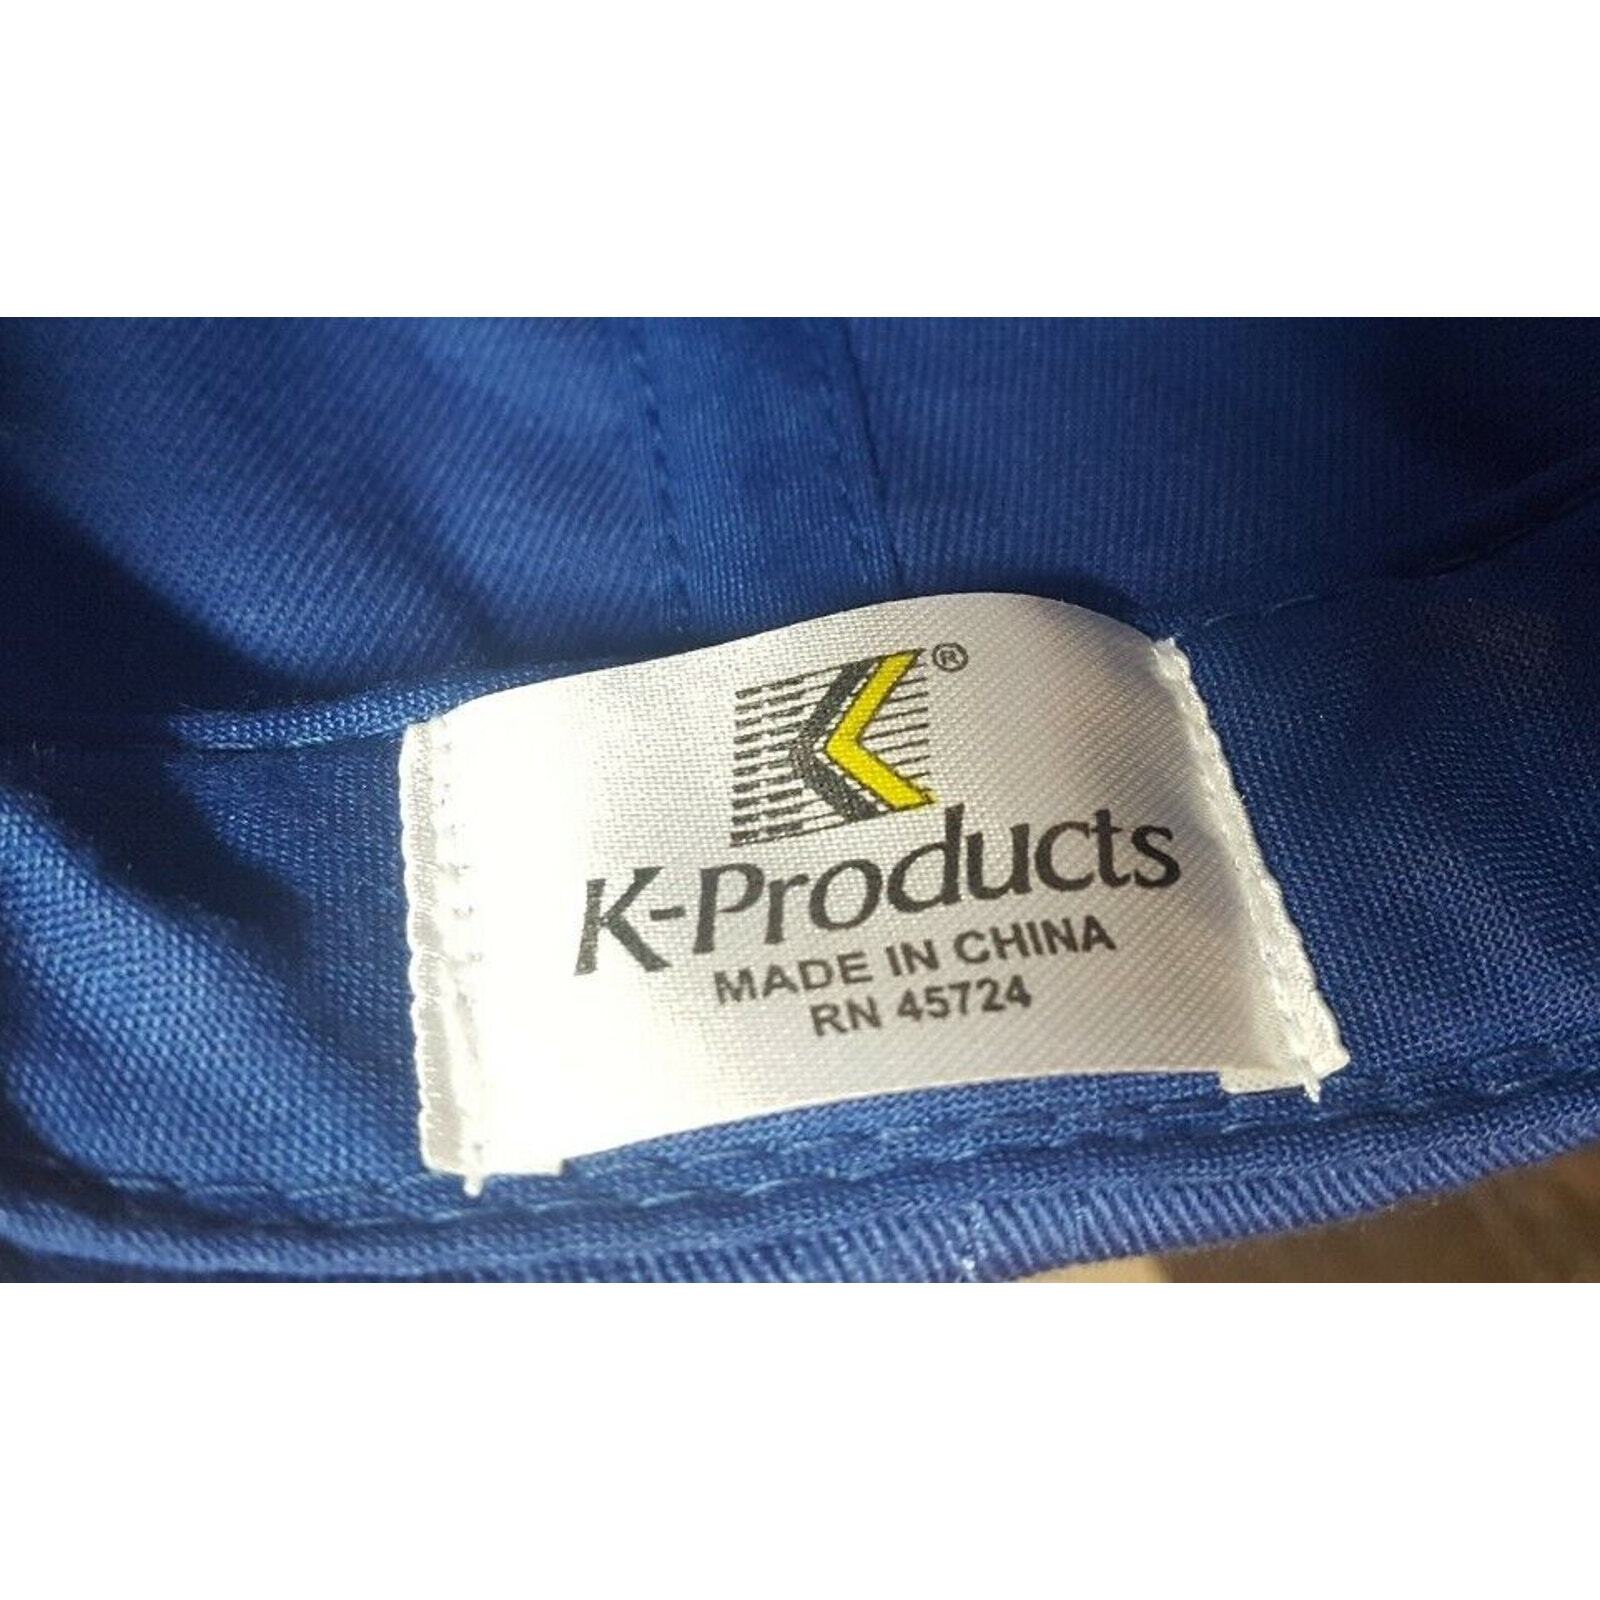 ®
K-Products
MADE IN CHINA
RN 45724